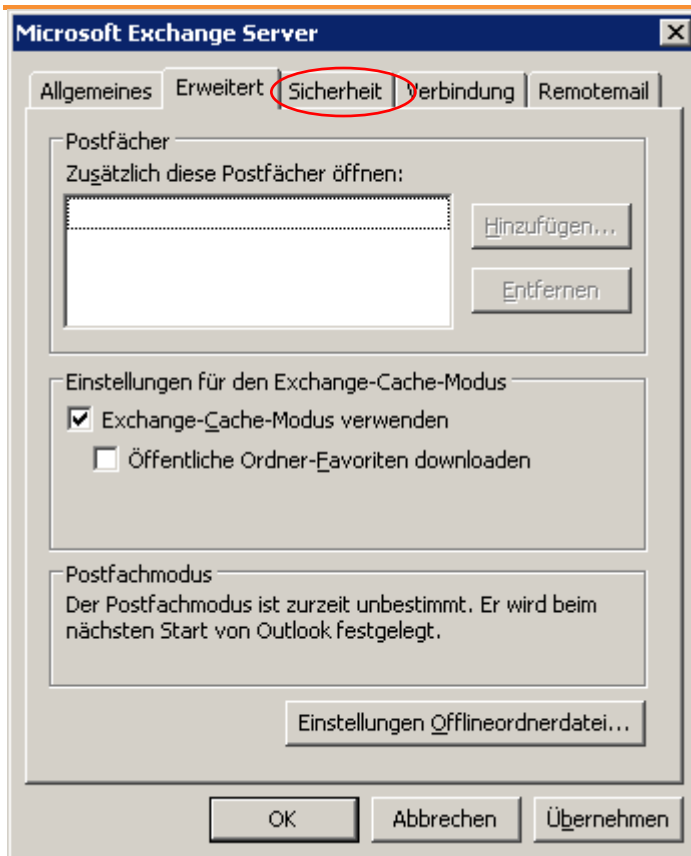 Microsoft Exchange Server
Allgemeines Erweitert Sicherheit Verbindung Remotemail
Postfächer
Zusätzlich diese Postfächer öffnen:
Hinzufügen...
Entfernen
Einstellungen für den Exchange-Cache-Modus
Exchange-Cache-Modus verwenden
Öffentliche Ordner-Favoriten downloaden
Postfachmodus
Der Postfachmodus ist zurzeit unbestimmt. Er wird beim
nächsten Start von Outlook festgelegt.
Einstellungen Offlineordnerdatei...
OK Abbrechen Übernehmen